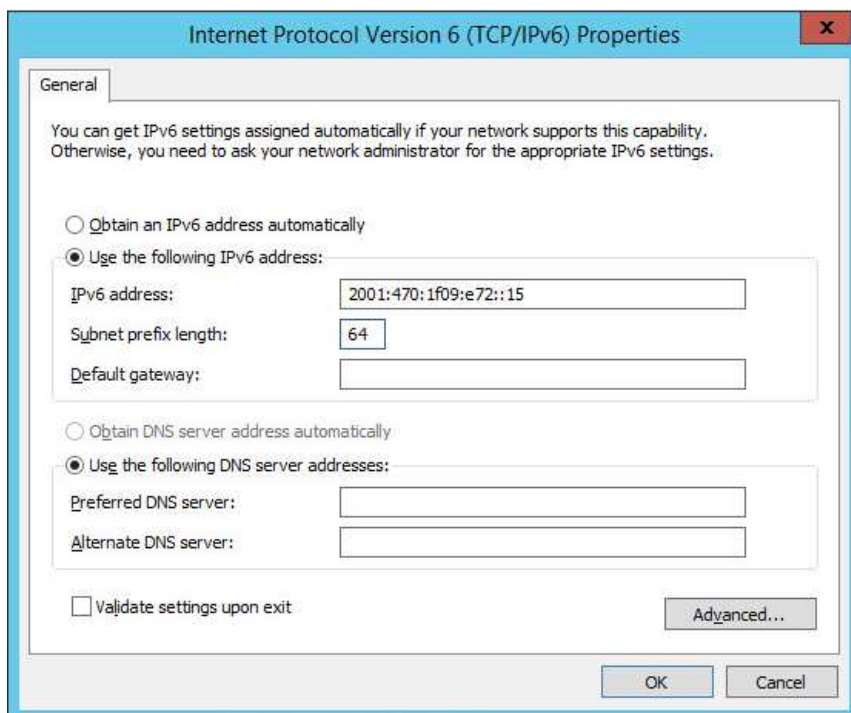 Internet Protocol Version 6 (TCP/IPv6) Properties
x
General
You can get IPv6 settings assigned automatically if your network supports this capability.
Otherwise, you need to ask your network administrator for the appropriate IPv6 settings.
Obtain an IPv6 address automatically
Use the following IPv6 address:
IPv6 address: 2001:470:1f09:e72::15
Subnet prefix length: 64
Default gateway:
Obtain DNS server address automatically
Use the following DNS server addresses:
Preferred DNS server:
Alternate DNS server:
Validate settings upon exit
Advanced...
OK Cancel